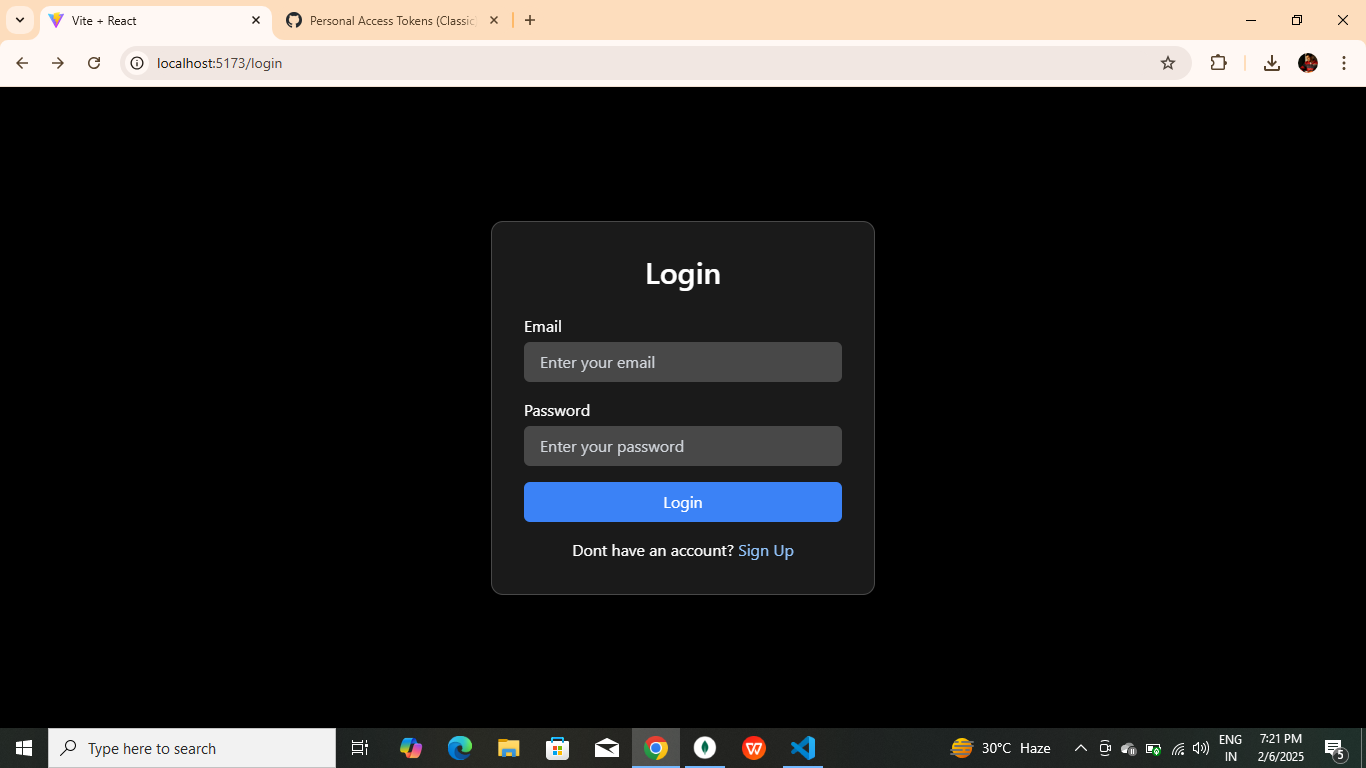 Vite + React
Personal Access Tokens (Classic
localhost:5173/login
Login
Email
Enter your email
Password
Enter your password
Login
Dont have an account? Sign Up
Type here to search
30°C Haze
ENG
IN
7:21 PM
2/6/2025
5